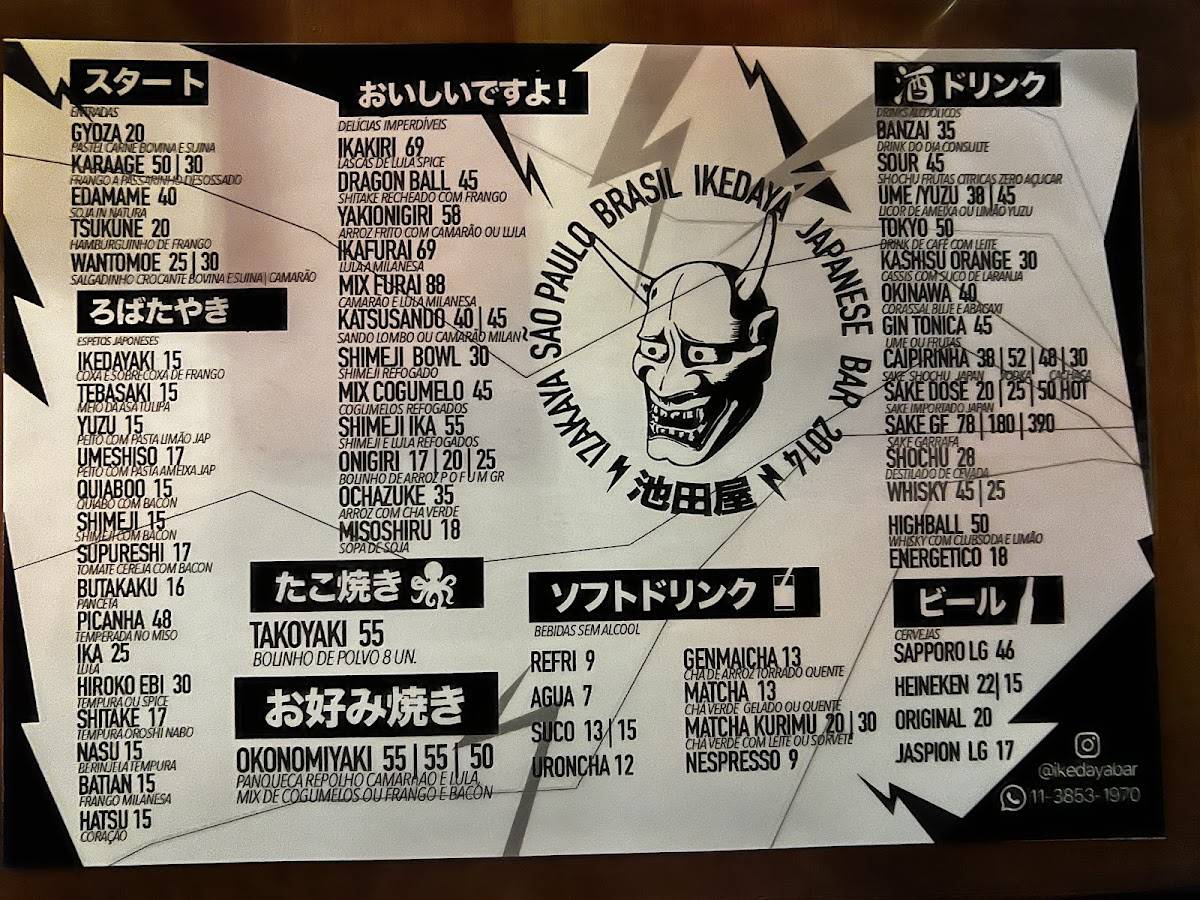 スタート
ENTRADAS
GYOZA 20
PASTEL CARNE BOVINA E SUINA
KARAAGE 50 | 30
FRANGO A PASSARINHO DESOSSADO
EDAMAME 40
SOJA IN NATURA
TSUKUNE 20
HAMBURGUINHO DE FRANGO
WANTOMOE 25 | 30
SALGADINHO CROCANTE BOVINA E SUINA | CAMARÃO
ろばたやき
ESPETOS JAPONESES
IKEDAYAKI 15
COXA E SOBRECOXA DE FRANGO
TEBASAKI 15
MEIO DA ASA TULIPA
YUZU 15
PEITO COM PASTA LIMÃO JAP
UMESHISO 17
PEITO COM PASTA AMEIXA JAP
QUIABOO 15
QUIABO COM BACON
SHIMEJI 15
SHIMEJI COM BACON
SUPURESHI 17
TOMATE CEREJA COM BACON
BUTAKAKU 16
PANCETA
PICANHA 48
TEMPERADA NO MISO
IKA 25
LULA
HIROKO EBI 30
TEMPURA OU SPICE
SHITAKE 17
TEMPURA OROSHI NABO
NASU 15
BERINJELA TEMPURA
BATIAN 15
FRANGO MILANESA
HATSU 15
CORAÇÃO
おいしいですよ!
DELÍCIAS IMPERDÍVEIS
IKAKIRI 69
LASCAS DE LULA SPICE
DRAGON BALL 45
SHITAKE RECHEADO COM FRANGO
YAKIONIGIRI 58
ARROZ FRITO COM CAMARÃO OU LULA
IKAFURAI 69
LULA A MILANESA
MIX FURAI 88
CAMARÃO E LULA MILANESA
KATSUSANDO 40 | 45
SANDO LOMBO OU CAMARÃO MILAN
SHIMEJI BOWL 30
SHIMEJI REFOGADO
MIX COGUMELO 45
COGUMELOS REFOGADOS
SHIMEJI IKA 55
SHIMEJI E LULA REFOGADOS
ONIGIRI 17 | 20 | 25
BOLINHO DE ARROZ P O F U M GR
OCHAZUKE 35
ARROZ COM CHA VERDE
MISOSHIRU 18
SOPA DE SOJA
たこ焼き
TAKOYAKI 55
BOLINHO DE POLVO 8 UN.
お好み焼き
OKONOMIYAKI 55 | 55 | 50
PANQUECA REPOLHO CAMARHAO E LULA,
MIX DE COGUMELOS OU FRANGO E BACON
IZAKAYA SAO PAULO BRASIL IKEDAYA JAPANESE BAR 2014
池田屋
ソフトドリンク
BEBIDAS SEM ALCOOL
REFRI 9
AGUA 7
SUCO 13 | 15
URONCHA 12
GENMAICHA 13
CHA DE ARROZ TORRADO QUENTE
MATCHA 13
CHA VERDE GELADO OU QUENTE
MATCHA KURIMU 20 | 30
CHA VERDE COM LEITE OU SORVETE
NESPRESSO 9
酒ドリンク
DRINKS ALCOOLICOS
BANZAI 35
DRINK DO DIA CONSULTE
SOUR 45
SHOCHU FRUTAS CITRICAS ZERO AÇUCAR
UME /YUZU 38 | 45
LICOR DE AMEIXA OU LIMÃO YUZU
TOKYO 50
DRINK DE CAFÉ COM LEITE
KASHISU ORANGE 30
CASSIS COM SUCO DE LARANJA
OKINAWA 40
CORASSAL BLUE E ABACAXI
GIN TONICA 45
UME OU FRUTAS
CAIPIRINHA 38 | 52 | 48 | 30
SAKE SHOCHU JAPAN VODKA CACHASA
SAKE DOSE 20 | 25 | 50 HOT
SAKE IMPORTADO JAPAN
SAKE GF 78 | 180 | 390
SAKE GARRAFA
SHOCHU 28
DESTILADO DE CEVADA
WHISKY 45 | 25
HIGHBALL 50
WHISKY COM CLUBSODA E LIMÃO
ENERGETICO 18
ビール
CERVEJAS
SAPPORO LG 46
HEINEKEN 22 | 15
ORIGINAL 20
JASPION LG 17
@ikedayabar
11-3853-1970